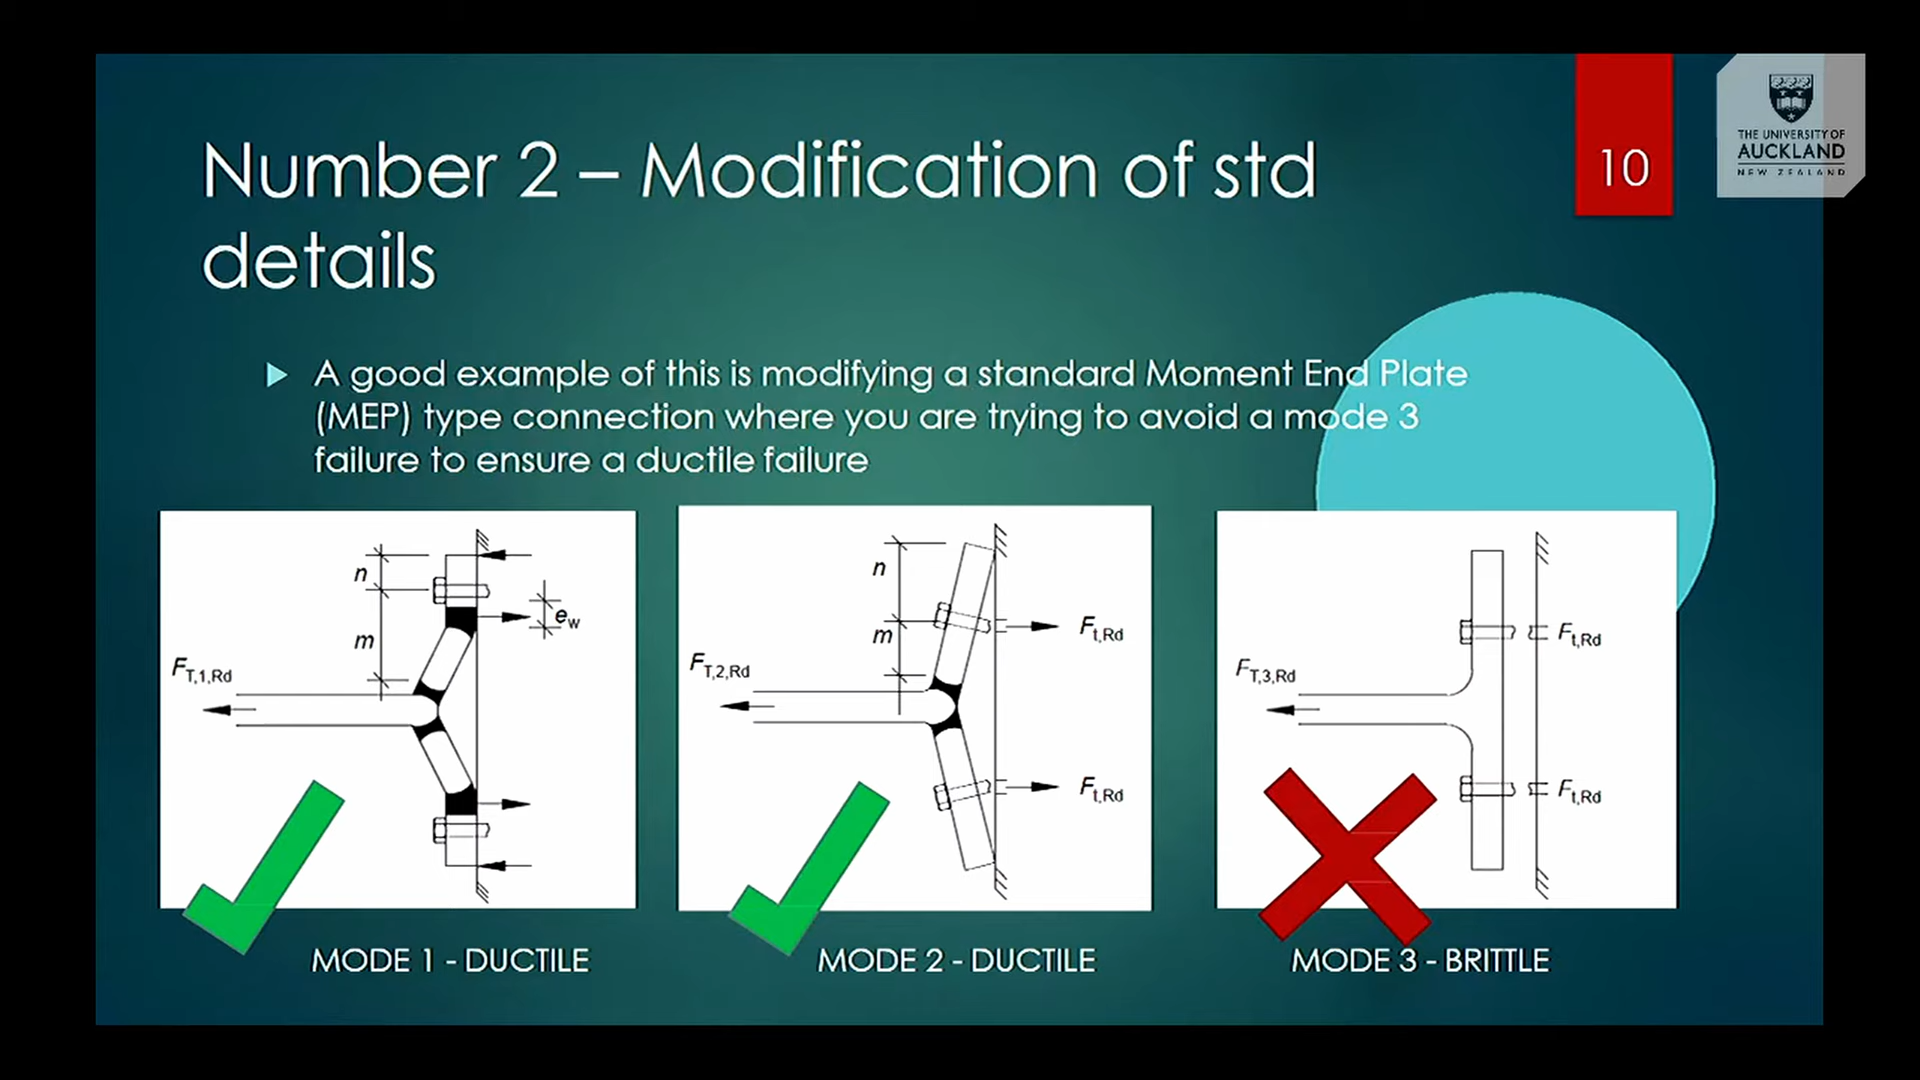 Number 2 – Modification of std
details
10
THE UNIVERSITY OF
AUCKLAND
NEW ZEALAND
A good example of this is modifying a standard Moment End Plate
(MEP) type connection where you are trying to avoid a mode 3
failure to ensure a ductile failure
n
m
e_w
F_T,1,Rd
n
m
F_t,Rd
F_T,2,Rd
F_t,Rd
F_t,Rd
F_T,3,Rd
F_t,Rd
MODE 1 - DUCTILE
MODE 2 - DUCTILE
MODE 3 - BRITTLE